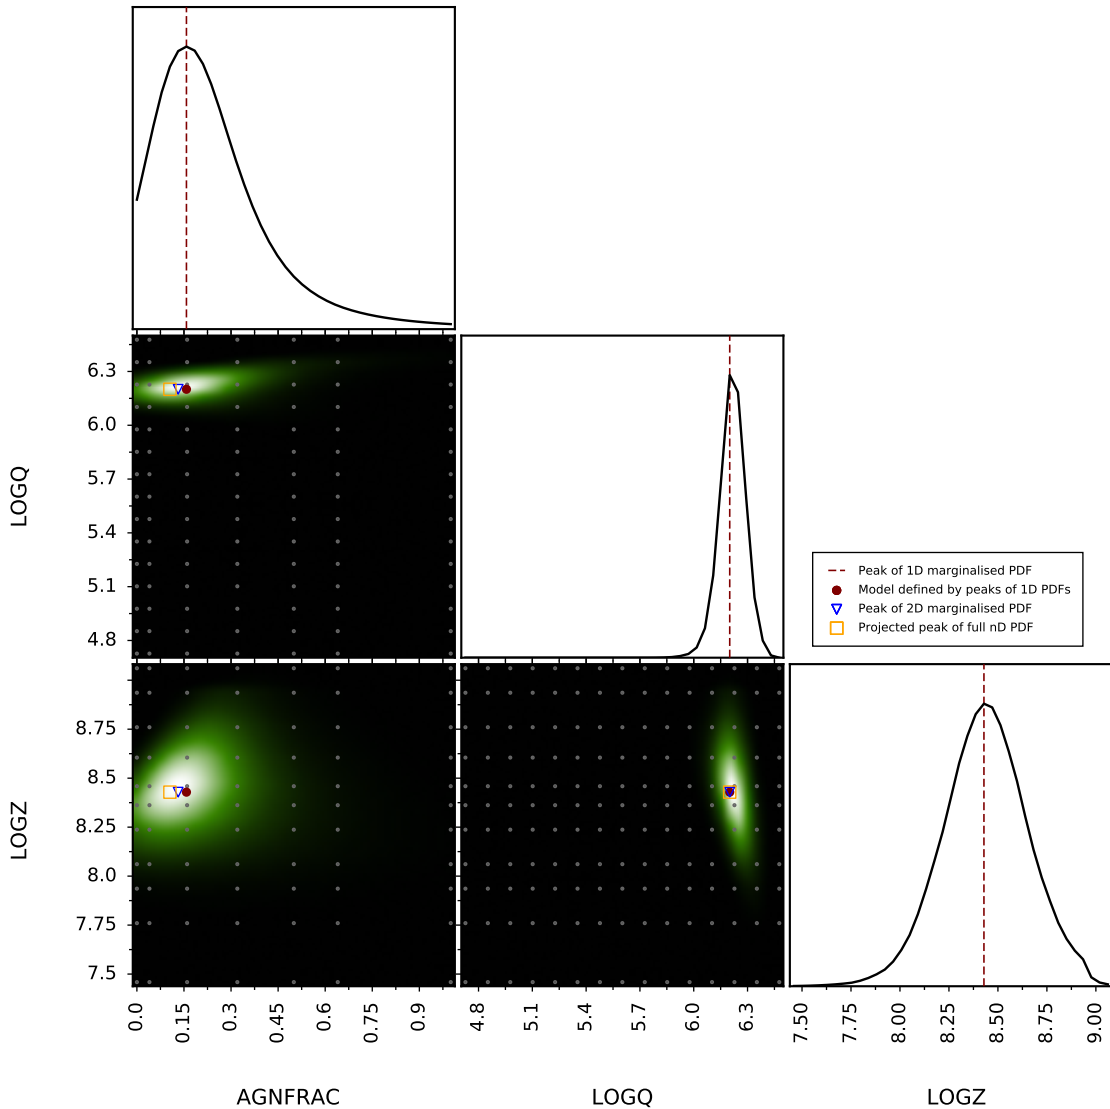 6.3
6.0
5.7
5.4
5.1
4.8
LOGQ
Peak of 1D marginalised PDF
Model defined by peaks of 1D PDFs
Peak of 2D marginalised PDF
Projected peak of full nD PDF
8.75
8.5
8.25
8.0
7.75
7.5
LOGZ
0.0 0.15 0.3 0.45 0.6 0.75 0.9
4.8 5.1 5.4 5.7 6.0 6.3
7.50 7.75 8.00 8.25 8.50 8.75 9.00
AGNFRAC
LOGQ
LOGZ